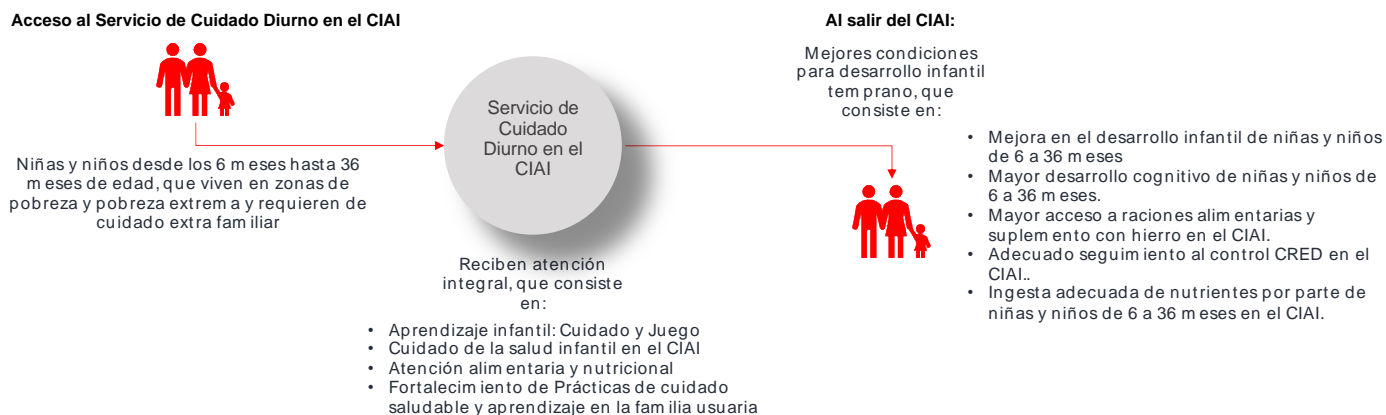 Acceso al Servicio de Cuidado Diurno en el CIAI
Niñas y niños desde los 6 meses hasta 36
meses de edad, que viven en zonas de
pobreza y pobreza extrema y requieren de
cuidado extra familiar
Servicio de
Cuidado
Diurno en el
CIAI
Reciben atención
integral, que consiste
en:
• Aprendizaje infantil: Cuidado y Juego
• Cuidado de la salud infantil en el CIAI
• Atención alimentaria y nutricional
• Fortalecimiento de Prácticas de cuidado
saludable y aprendizaje en la familia usuaria
Al salir del CIAI:
Mejores condiciones
para desarrollo infantil
temprano, que
consiste en:
• Mejora en el desarrollo infantil de niñas y niños
de 6 a 36 meses
• Mayor desarrollo cognitivo de niñas y niños de
6 a 36 meses.
• Mayor acceso a raciones alimentarias y
suplemento con hierro en el CIAI.
• Adecuado seguimiento al control CRED en el
CIAI..
• Ingesta adecuada de nutrientes por parte de
niñas y niños de 6 a 36 meses en el CIAI.